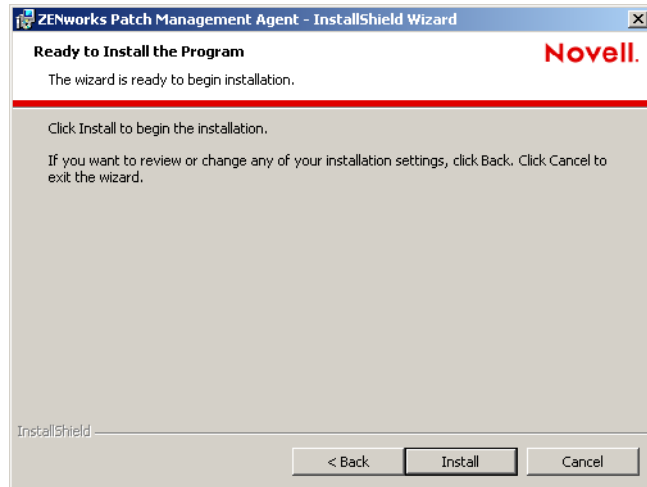 ZENworks Patch Management Agent - InstallShield Wizard
Ready to Install the Program
Novell.
The wizard is ready to begin installation.
Click Install to begin the installation.
If you want to review or change any of your installation settings, click Back. Click Cancel to
exit the wizard.
InstallShield
< Back
Install
Cancel